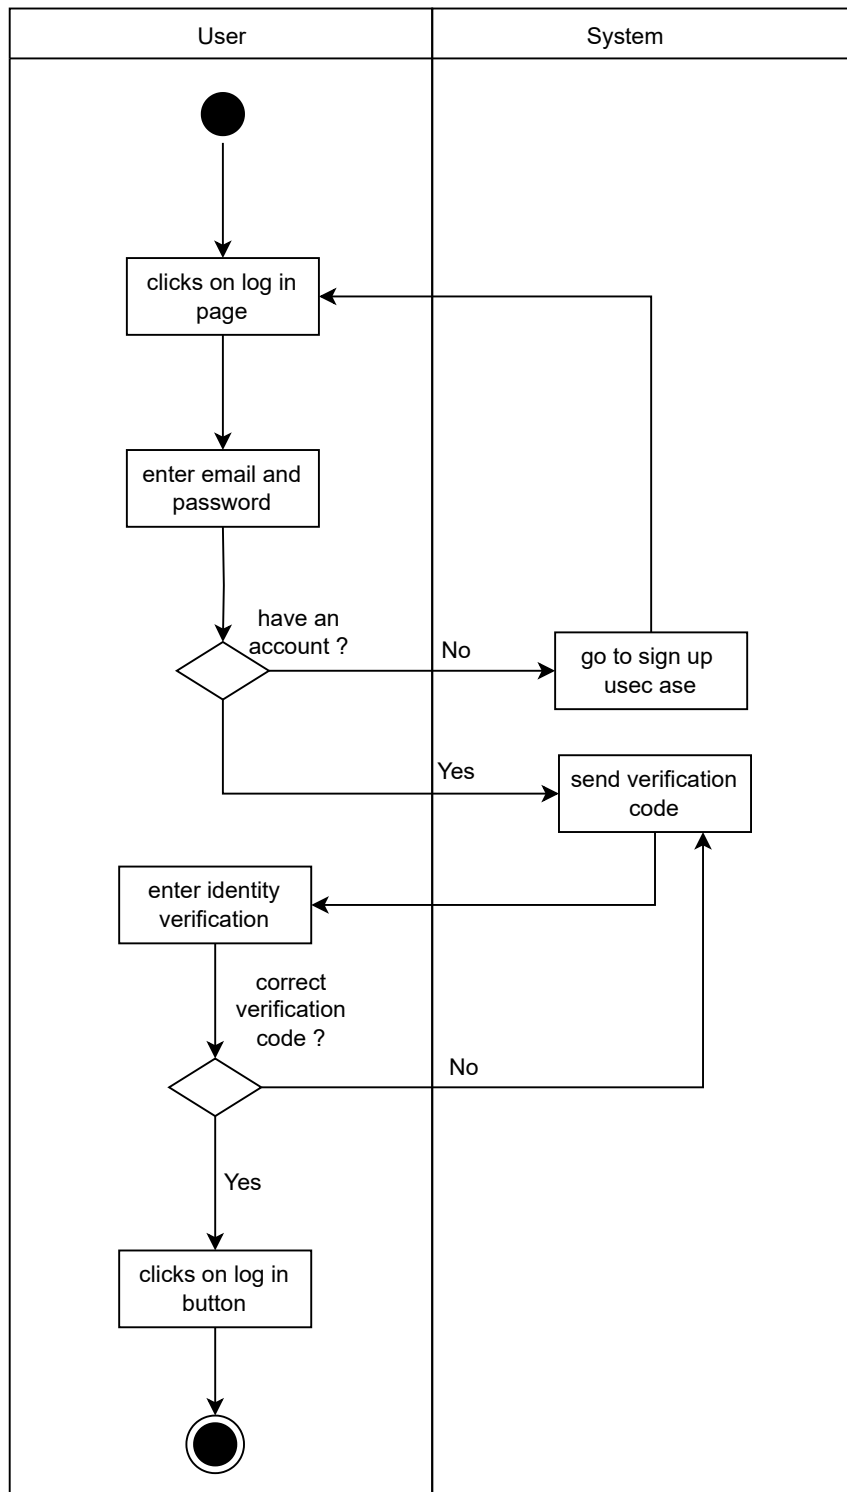 User
System
clicks on log in
page
enter email and
password
have an
account ?
No
go to sign up
usec ase
Yes
send verification
code
enter identity
verification
correct
verification
code ?
No
Yes
clicks on log in
button